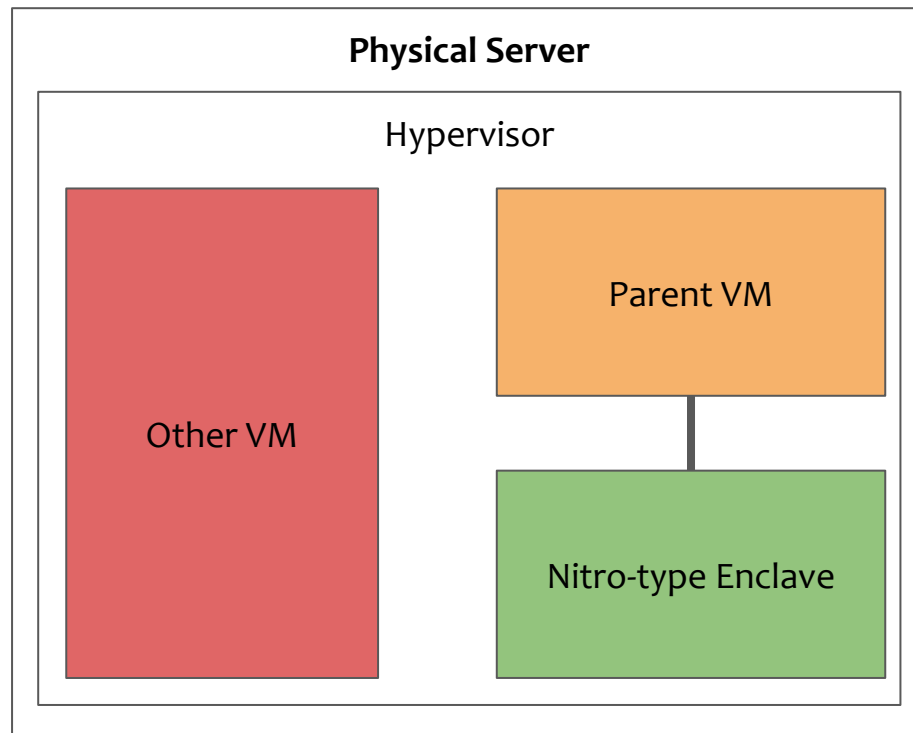 Physical Server
Hypervisor
Other VM
Parent VM
Nitro-type Enclave